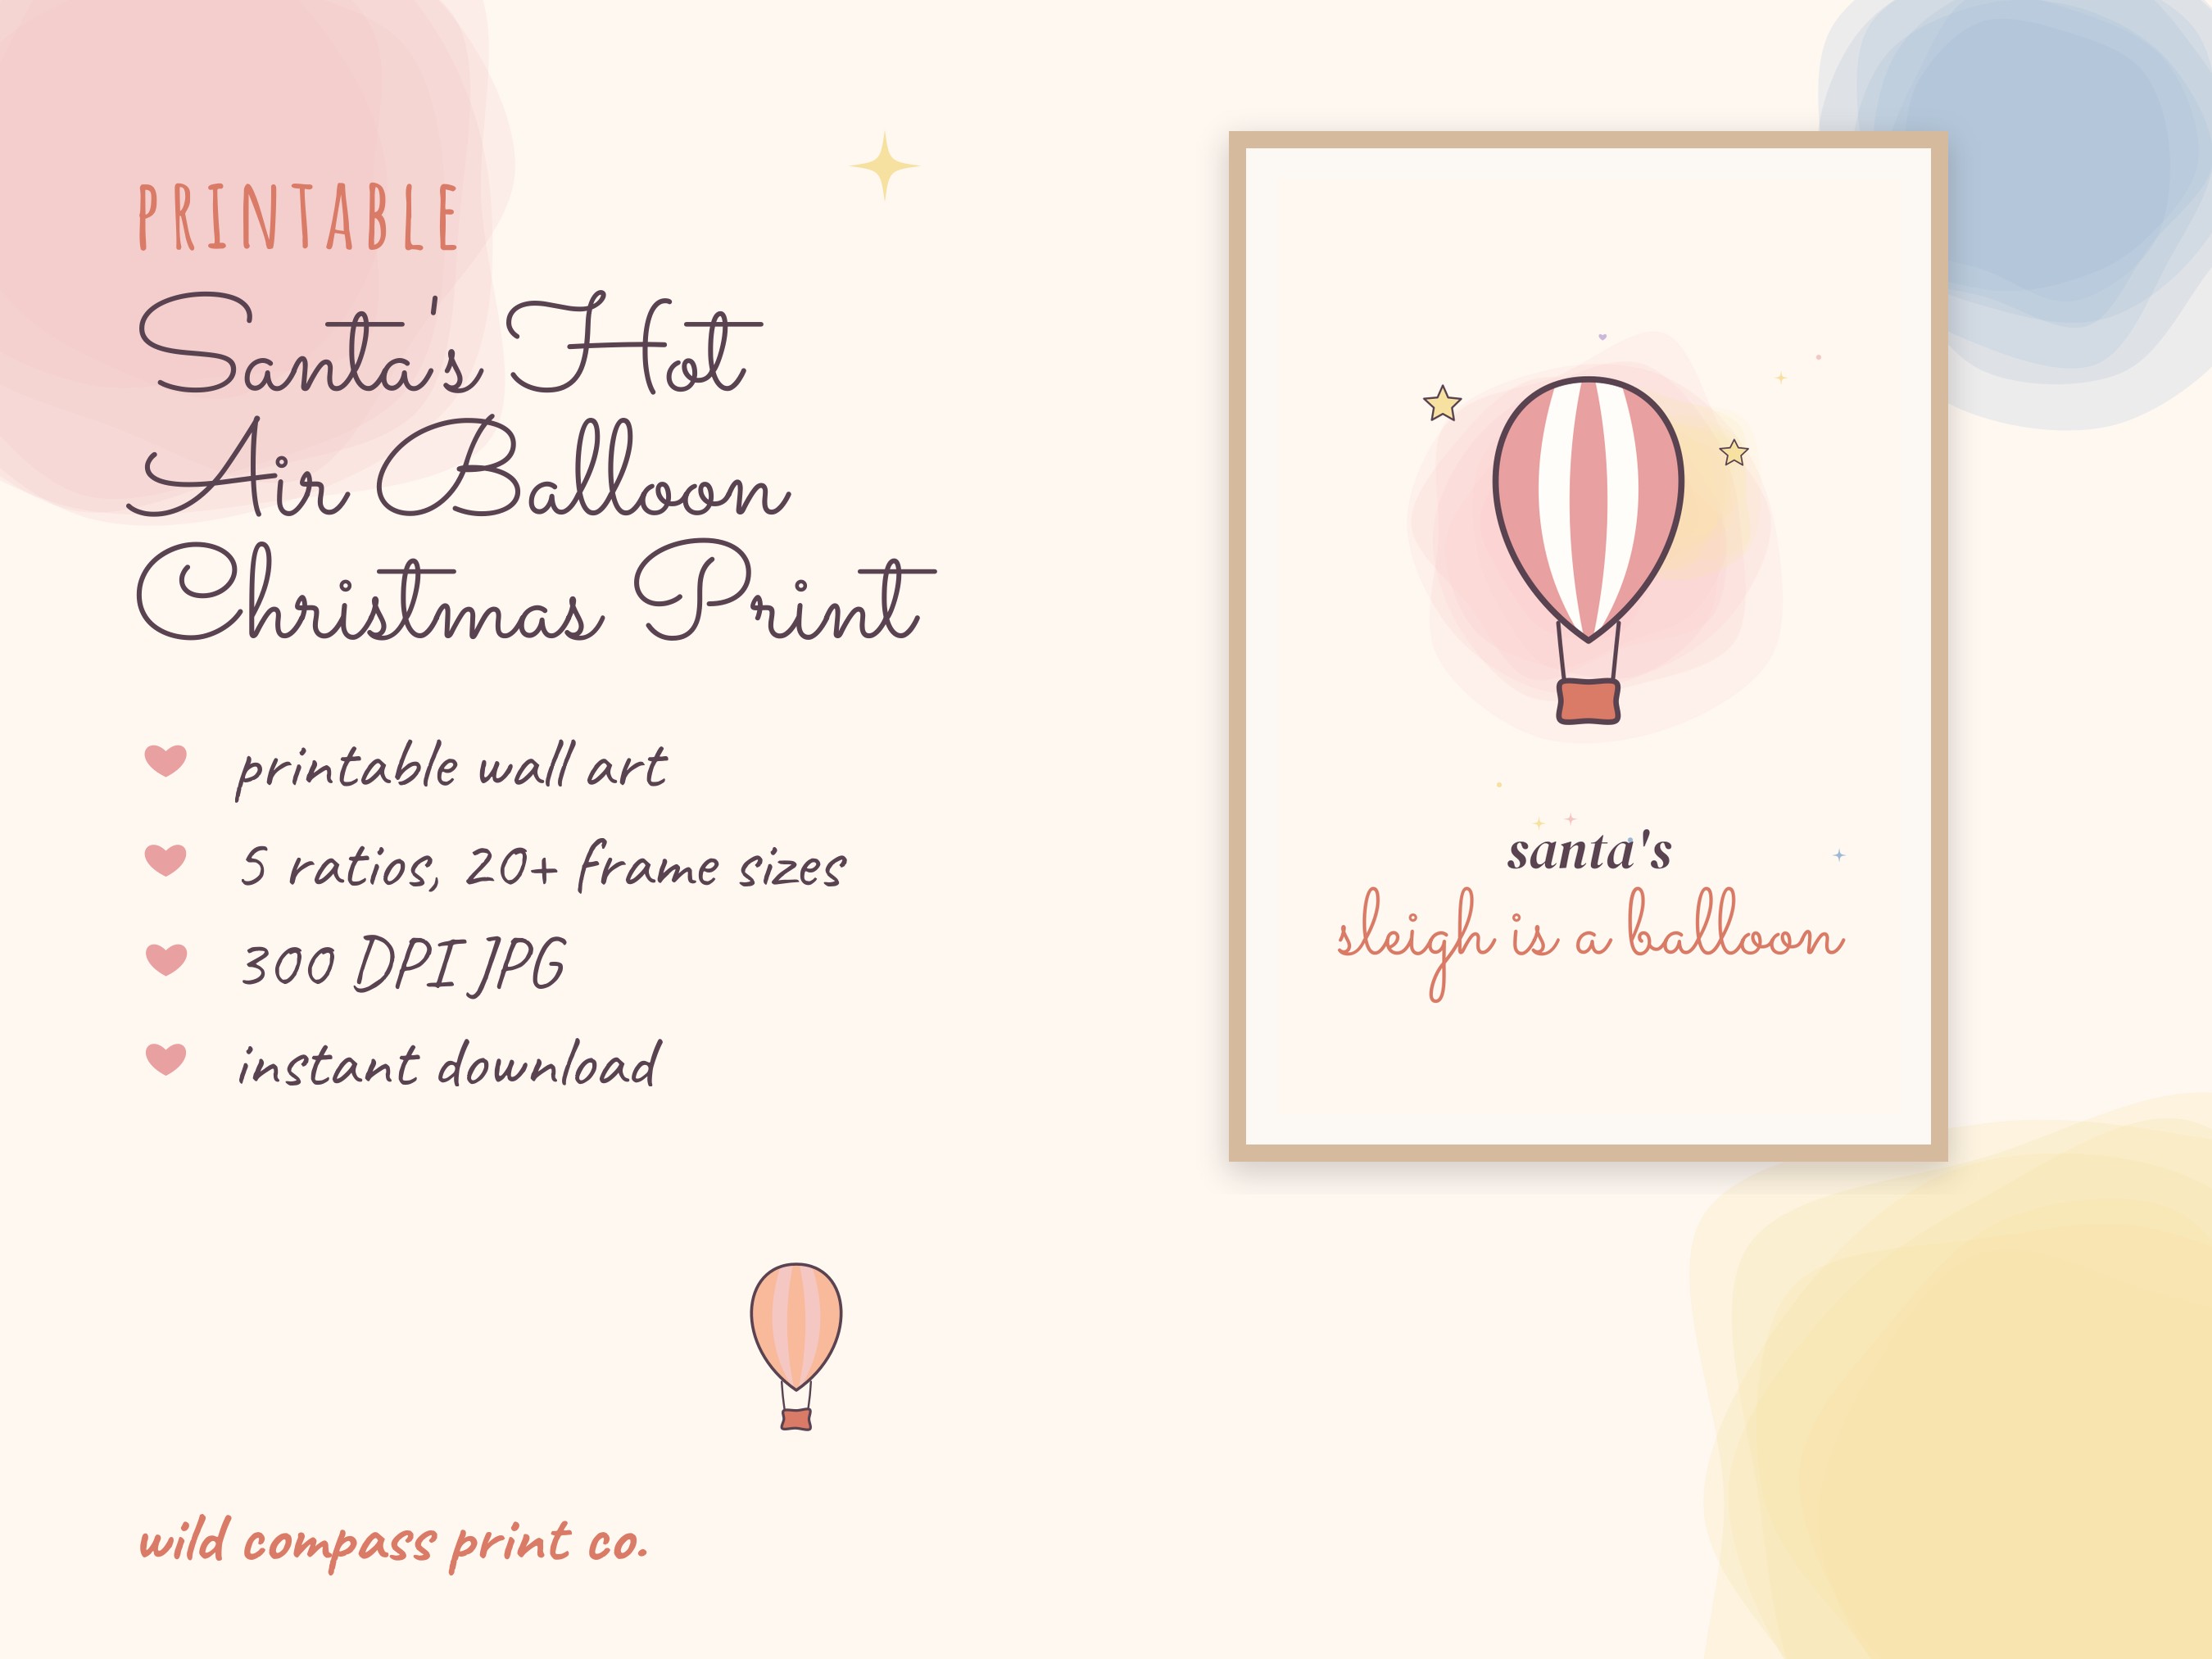 PRINTABLE
Santa's Hot
Air Balloon
Christmas Print
printable wall art
5 ratios, 20+ frame sizes
300 DPI JPG
instant download
wild compass print co.
santa's
sleigh is a balloon